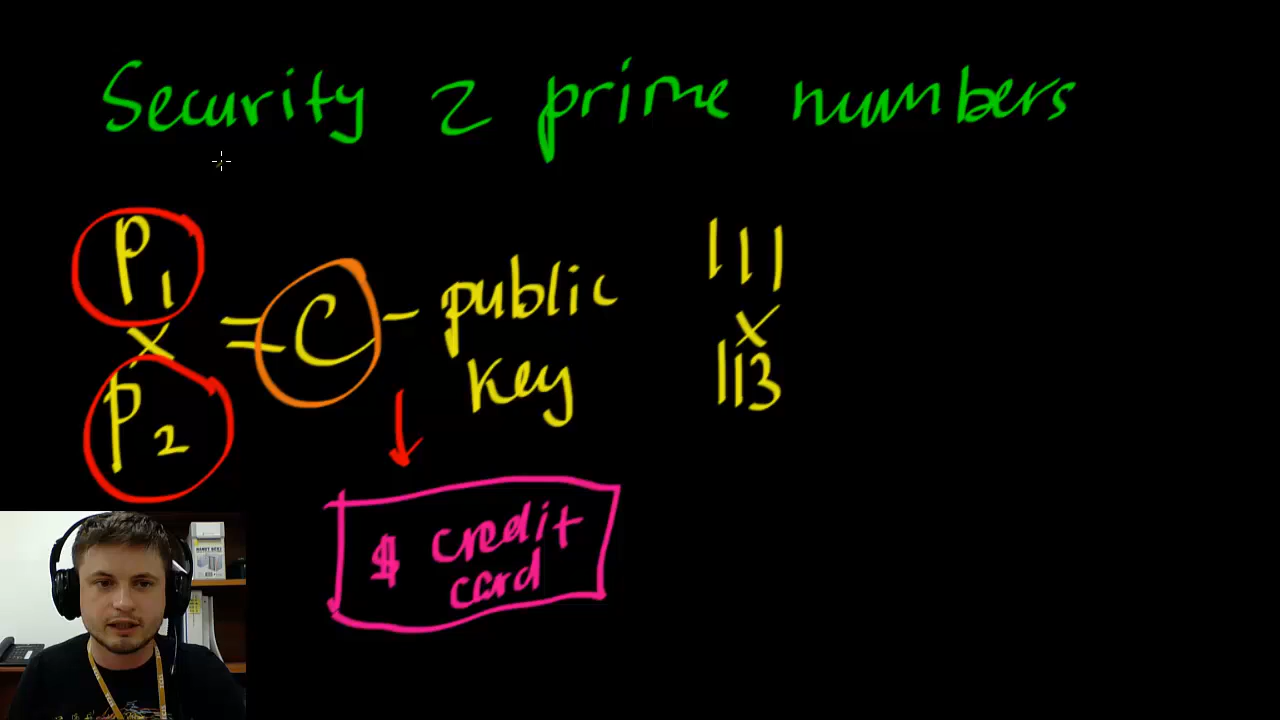 Security 2 prime numbers
P1
x
P2
= C - public
key
111
x
113
$ credit
card